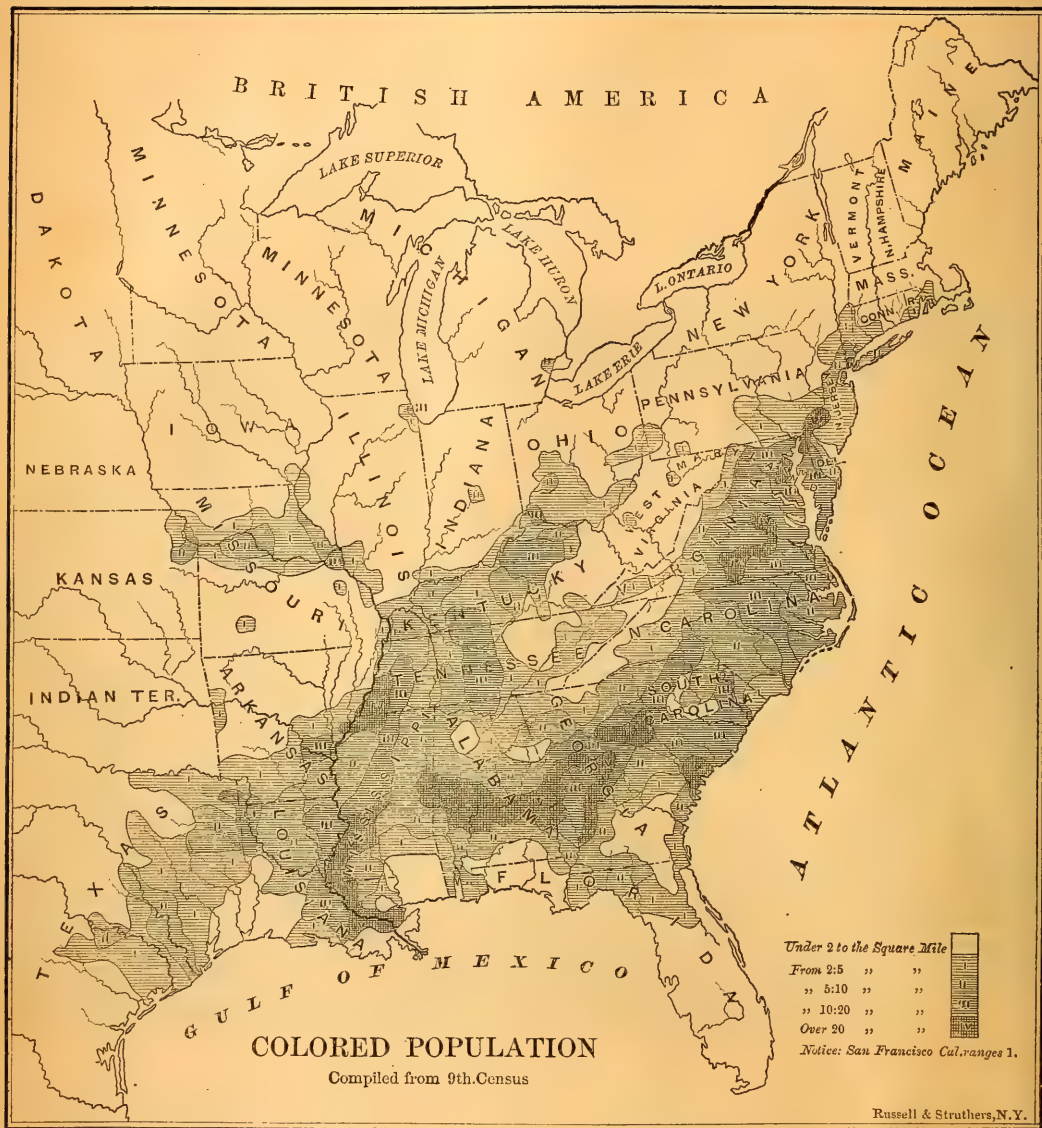 BRITISH AMERICA
MAINE
VERMONT
N. HAMPSHIRE
MASS.
CONN.
R.I.
NEW YORK
L. ONTARIO
LAKE SUPERIOR
LAKE HURON
LAKE MICHIGAN
LAKE ERIE
MICHIGAN
MINNESOTA
MINNESOTA
DAKOTA
IOWA
NEBRASKA
ILLINOIS
INDIANA
OHIO
PENNSYLVANIA
N. JERSEY
MARYLAND
DEL.
WEST VIRGINIA
VIRGINIA
KENTUCKY
KANSAS
MISSOURI
INDIAN TER.
ARKANSAS
TENNESSEE
N. CAROLINA
SOUTH CAROLINA
GEORGIA
ALABAMA
MISSISSIPPI
LOUISIANA
TEXAS
FLORIDA
ATLANTIC OCEAN
GULF OF MEXICO
Under 2 to the Square Mile
From 2:5 „ „
„ 5:10 „ „
„ 10:20 „ „
Over 20 „ „
Notice: San Francisco Cal. ranges 1.
COLORED POPULATION
Compiled from 9th. Census
Russell & Struthers, N.Y.